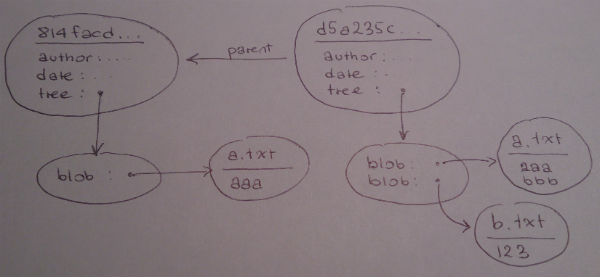 814facd...
author:....
date:...
tree:
parent
d5a235c...
author:....
date:..
tree:
blob :
a.txt
aaa
blob:
blob:
a.txt
aaa
bbb
b.txt
123